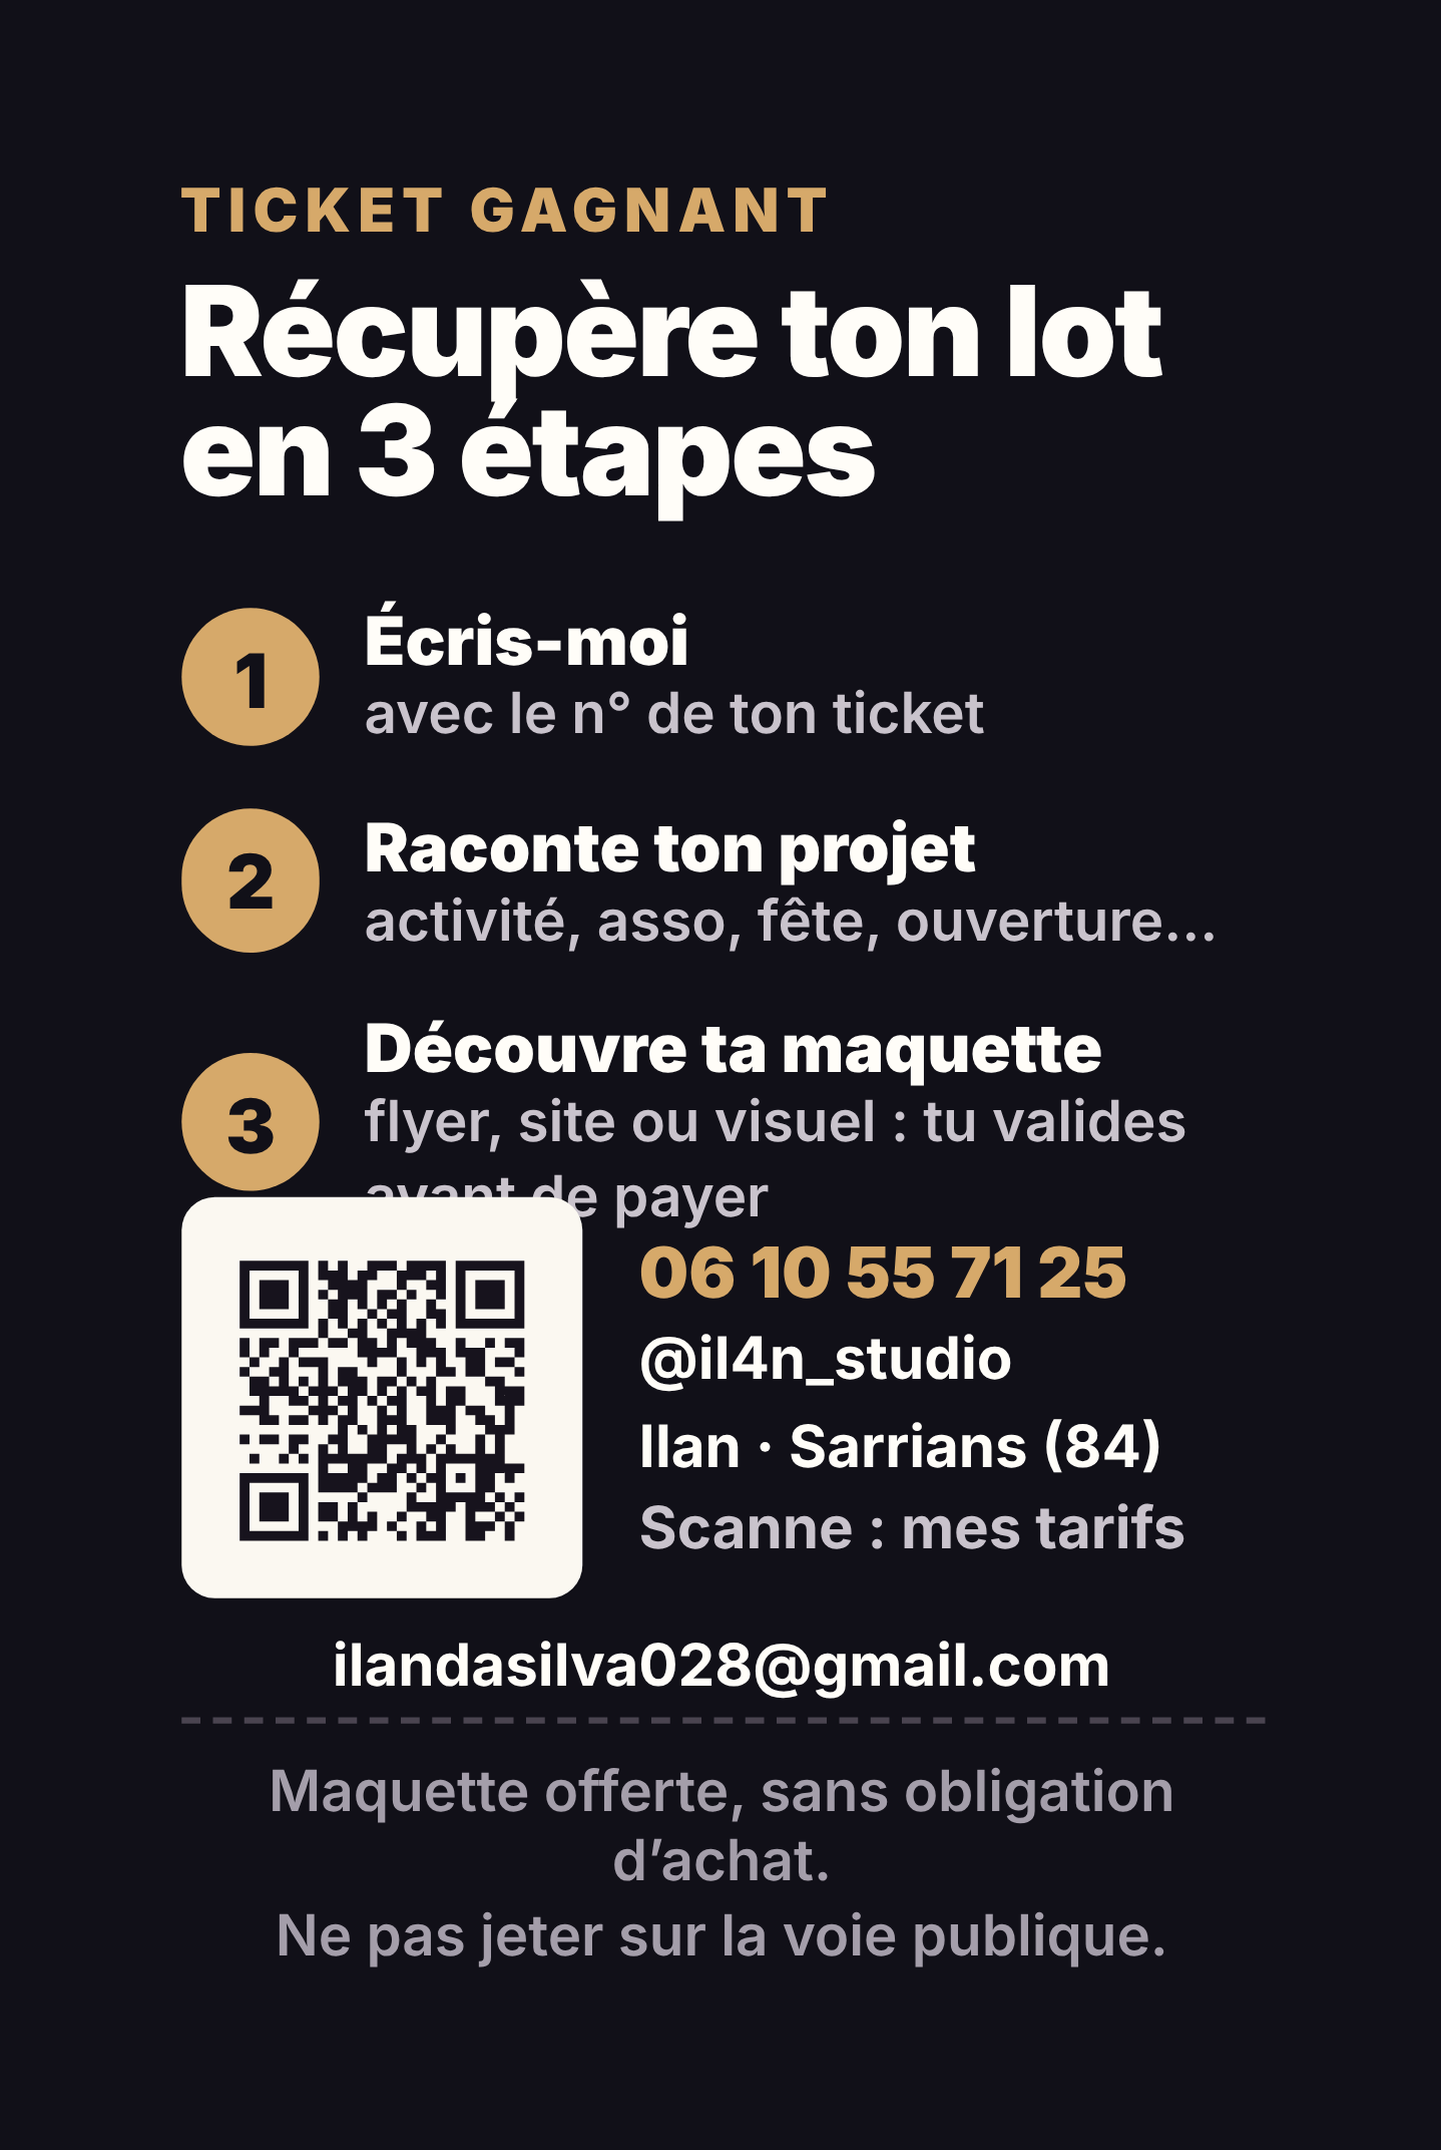 TICKET GAGNANT
Récupère ton lot
en 3 étapes
1
Écris-moi
avec le n° de ton ticket
2
Raconte ton projet
activité, asso, fête, ouverture...
3
Découvre ta maquette
flyer, site ou visuel : tu valides
avant de payer
06 10 55 71 25
@il4n_studio
Ilan · Sarrians (84)
Scanne : mes tarifs
ilandasilva028@gmail.com
Maquette offerte, sans obligation
d’achat.
Ne pas jeter sur la voie publique.